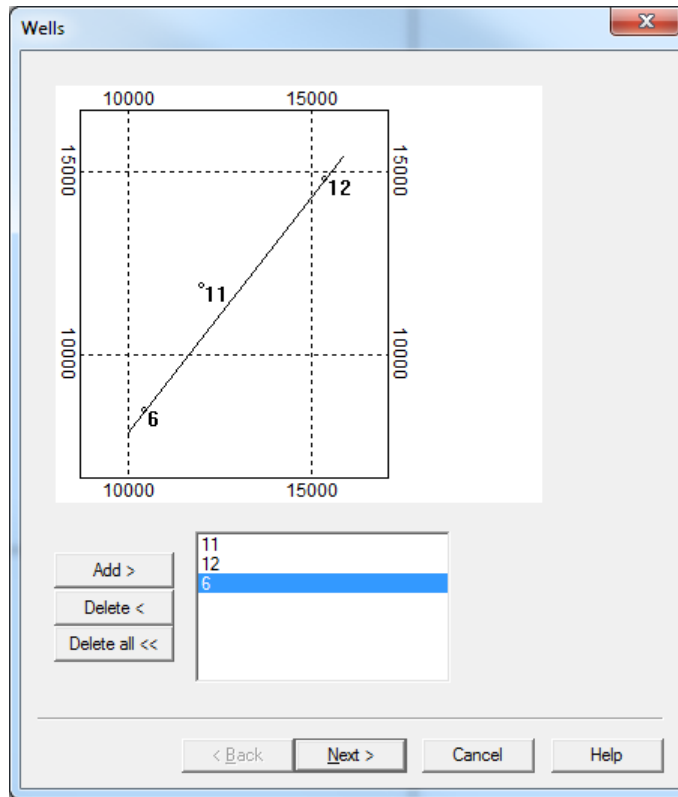 Wells
10000 15000
15000 15000
12
11
10000 10000
6
10000 15000
11
12
6
Add >
Delete <
Delete all <<
< Back Next > Cancel Help